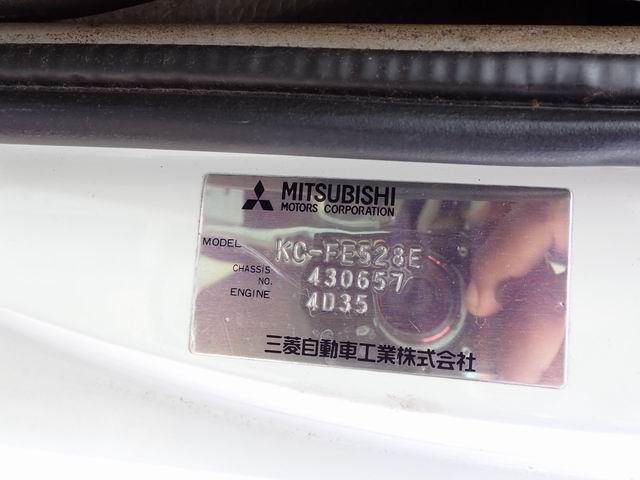 MITSUBISHI
MOTORS CORPORATION
MODEL KC-FE528E
CHASSIS NO. 430657
ENGINE 4D35
三菱自動車工業株式会社